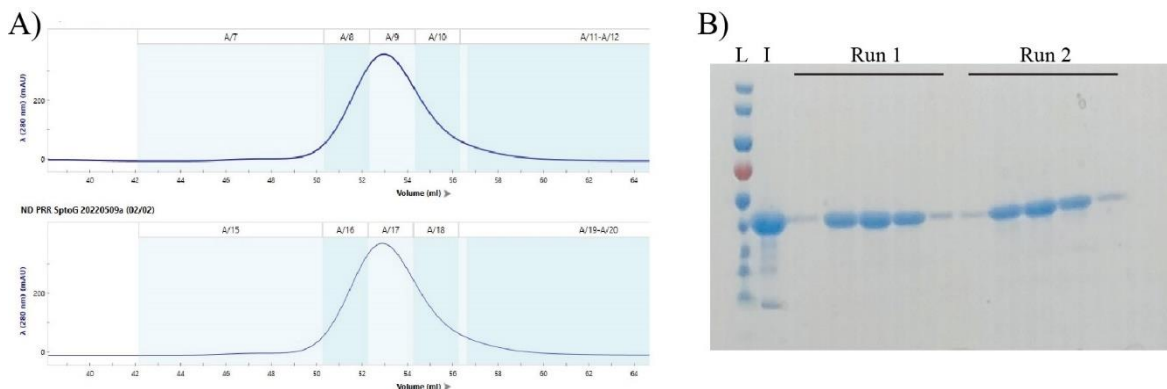 A)
A/7 A/8 A/9 A/10 A/11-A/12
λ (280 nm) (mAU)
200
0
40 42 44 46 48 50 52 54 56 58 60 62 64
Volume (ml)
ND PRR SptoG 20220509a (02/02)
A/15 A/16 A/17 A/18 A/19-A/20
λ (280 nm) (mAU)
200
0
40 42 44 46 48 50 52 54 56 58 60 62 64
Volume (ml)
B)
L I Run 1 Run 2